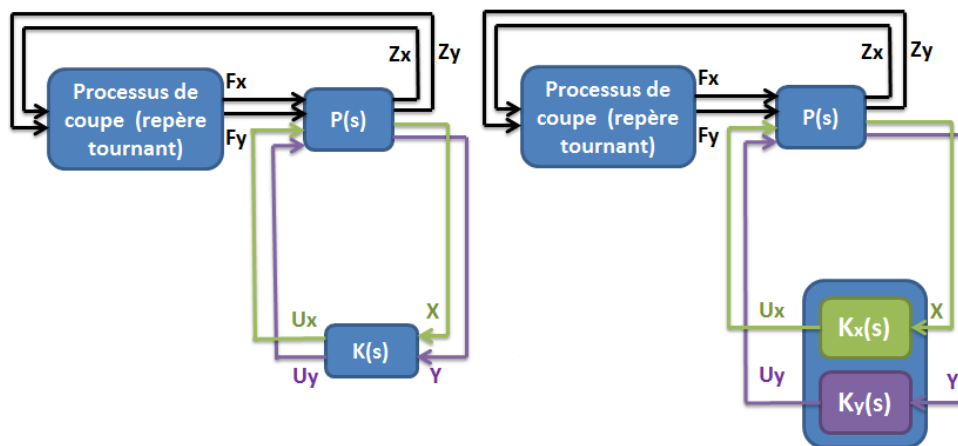 Zx
Zy
Processus de
coupe (repère
tournant)
Fx
Fy
P(s)
Ux
X
K(s)
Uy
Y
Zx
Zy
Processus de
coupe (repère
tournant)
Fx
Fy
P(s)
Ux
X
Kx(s)
Uy
Y
Ky(s)